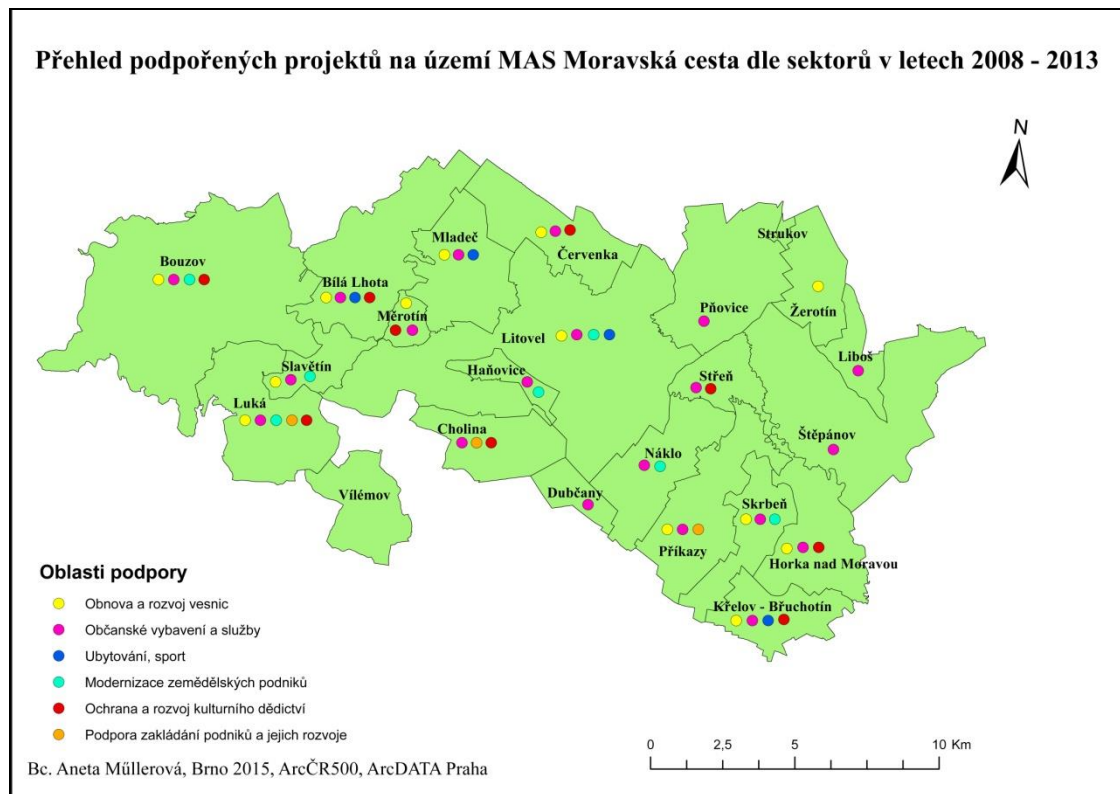 Přehled podpořených projektů na území MAS Moravská cesta dle sektorů v letech 2008 - 2013
N
Strukov
Mladeč
Červenka
Bouzov
Bílá Lhota
Pňovice
Žerotín
Měrotín
Litovel
Liboš
Slavětín
Haňovice
Střeň
Luká
Cholina
Štěpánov
Náklo
Vílémov
Dubčany
Skrbeň
Příkazy
Horka nad Moravou
Křelov - Břuchotín
Oblasti podpory
Obnova a rozvoj vesnic
Občanské vybavení a služby
Ubytování, sport
Modernizace zemědělských podniků
Ochrana a rozvoj kulturního dědictví
Podpora zakládání podniků a jejich rozvoje
0 2,5 5 10 Km
Bc. Aneta Műllerová, Brno 2015, ArcČR500, ArcDATA Praha